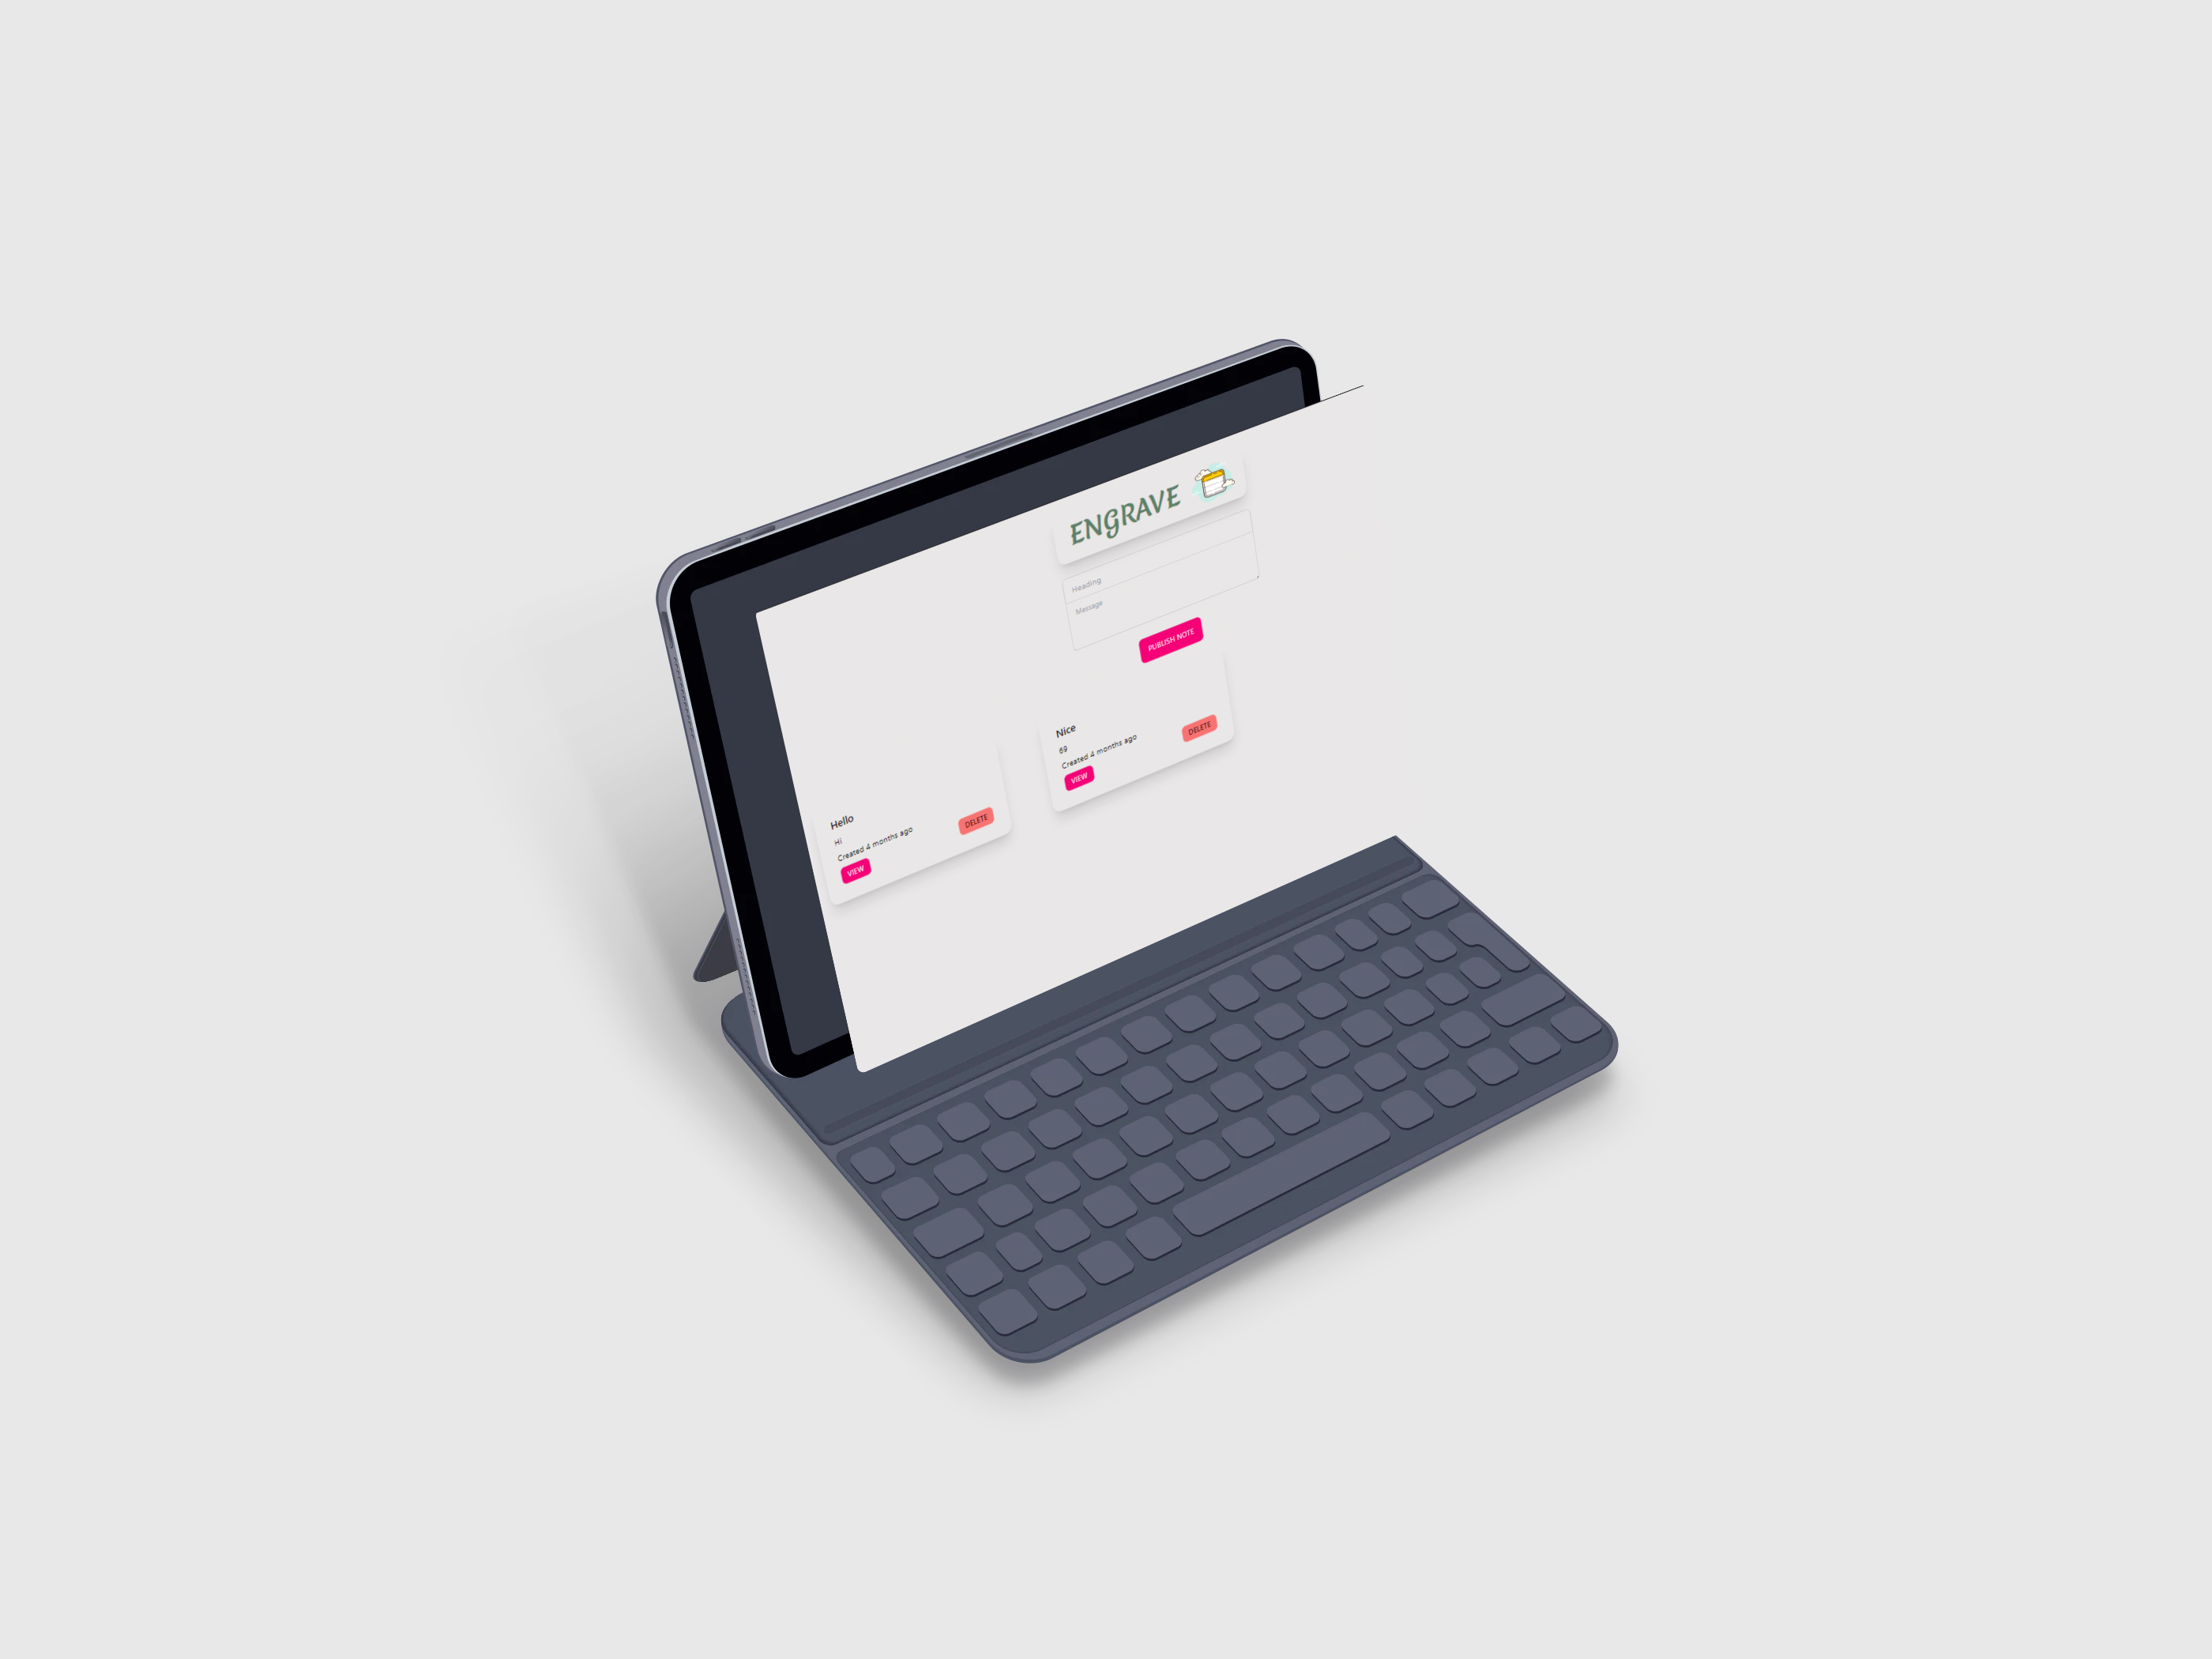 ENGRAVE
Heading
Message
PUBLISH NOTE
Hello
Hi
Created 4 months ago
DELETE
VIEW
Nice
69
Created 4 months ago
DELETE
VIEW